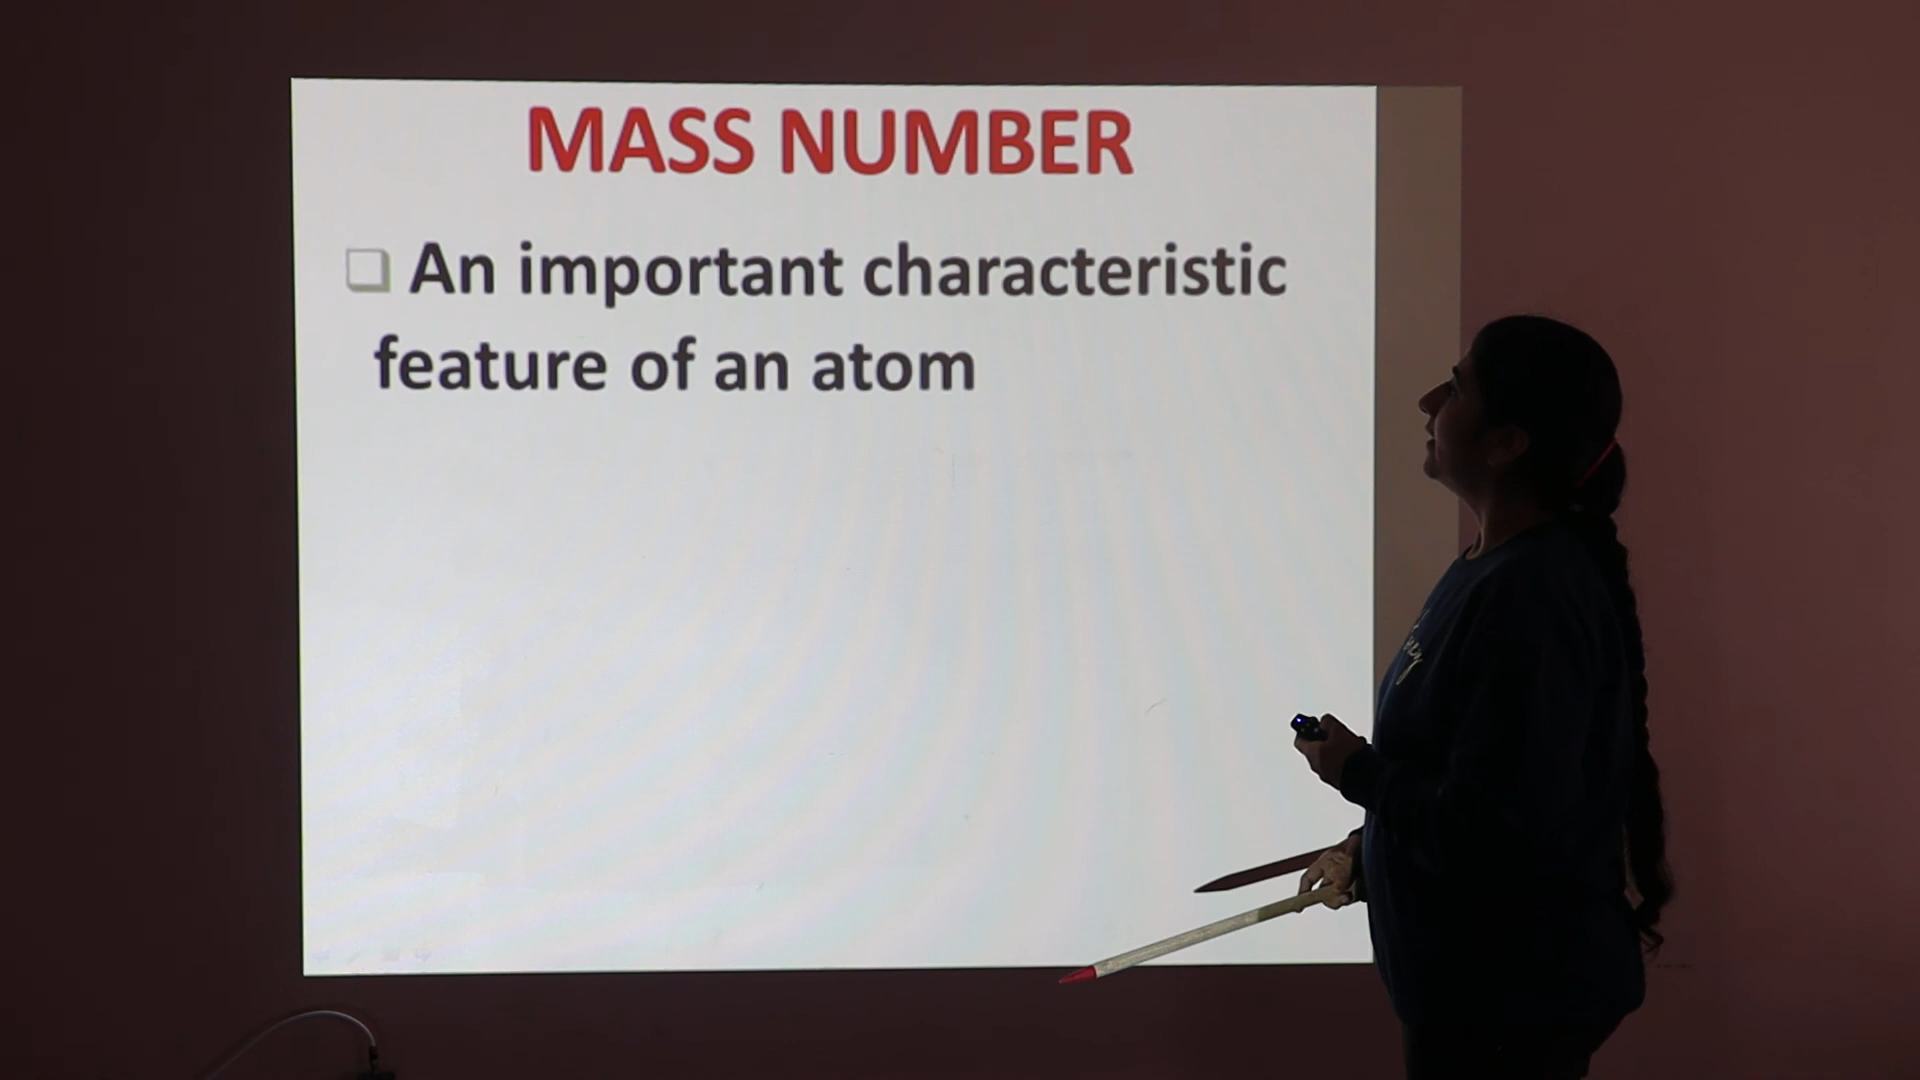 MASS NUMBER
An important characteristic
feature of an atom